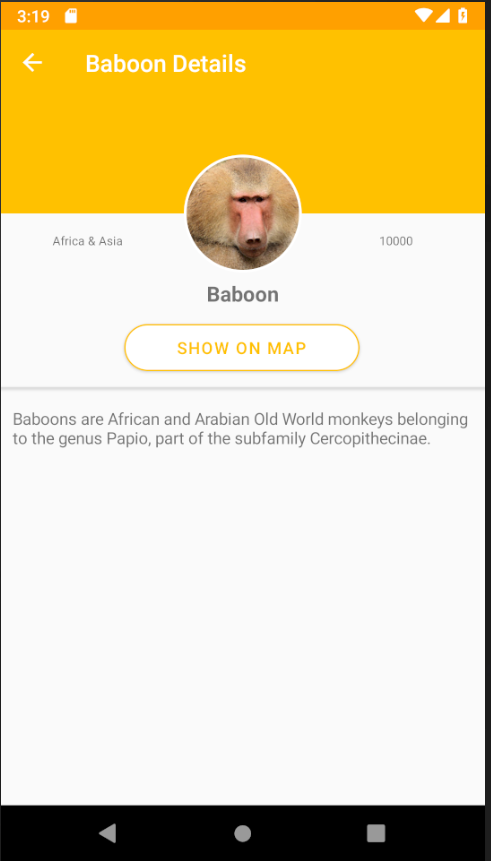 3:19
Baboon Details
Africa & Asia
10000
Baboon
SHOW ON MAP
Baboons are African and Arabian Old World monkeys belonging
to the genus Papio, part of the subfamily Cercopithecinae.